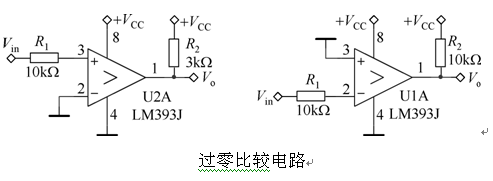 +VCC
+VCC
Vin
R1
10kΩ
3
2
+
−
>
8
4
1
R2
3kΩ
Vo
U2A
LM393J
+VCC
+VCC
Vin
R1
10kΩ
3
2
+
−
>
8
4
1
R2
10kΩ
Vo
U1A
LM393J
过零比较电路